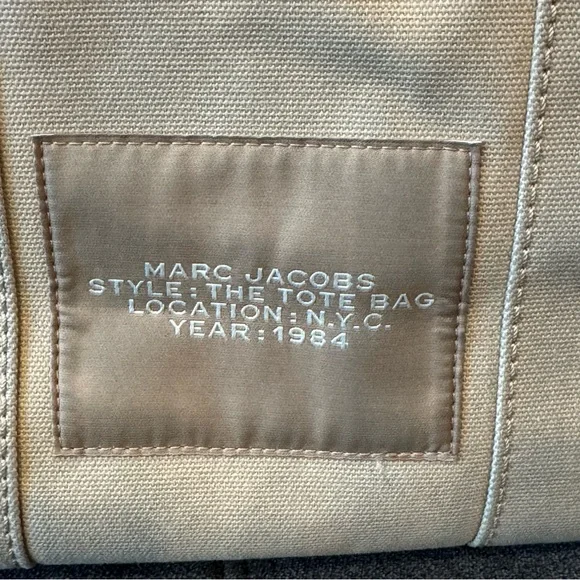 MARC JACOBS
STYLE: THE TOTE BAG
LOCATION: N.Y.C.
YEAR: 1984